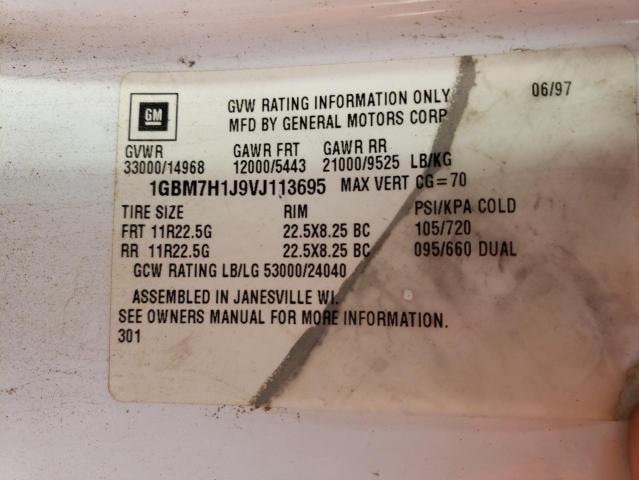 GM
GVW RATING INFORMATION ONLY 06/97
MFD BY GENERAL MOTORS CORP
GVWR GAWR FRT GAWR RR
33000/14968 12000/5443 21000/9525 LB/KG
1GBM7H1J9VJ113695 MAX VERT CG=70
TIRE SIZE RIM PSI/KPA COLD
FRT 11R22.5G 22.5X8.25 BC 105/720
RR 11R22.5G 22.5X8.25 BC 095/660 DUAL
GCW RATING LB/LG 53000/24040
ASSEMBLED IN JANESVILLE WI.
SEE OWNERS MANUAL FOR MORE INFORMATION.
301